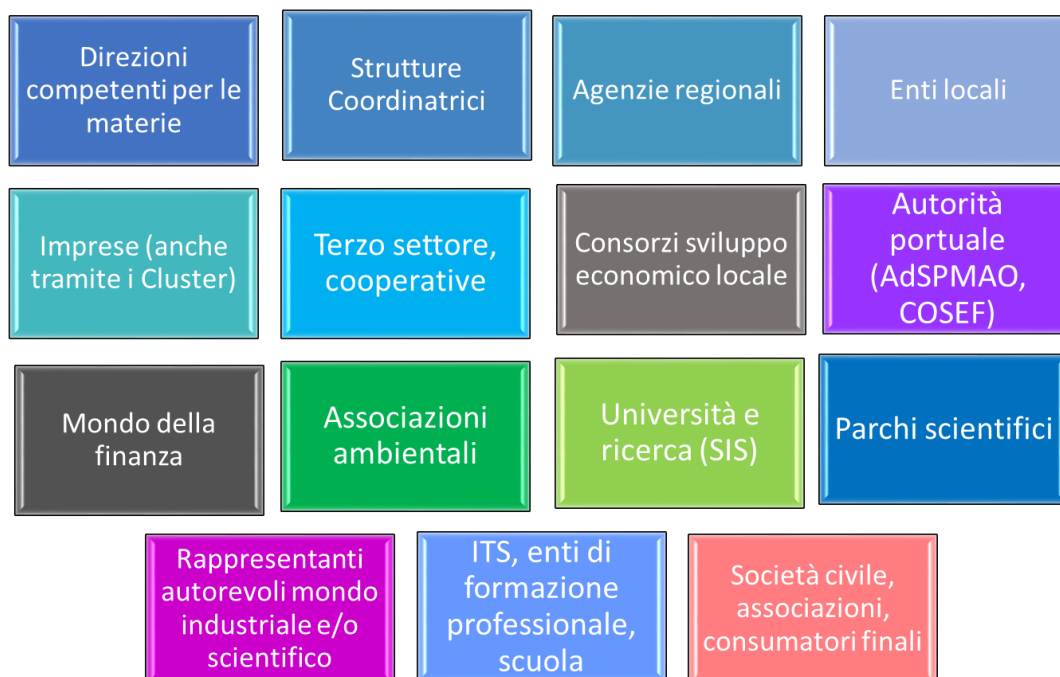 Direzioni
competenti per le
materie
Strutture
Coordinatrici
Agenzie regionali
Enti locali
Imprese (anche
tramite i Cluster)
Terzo settore,
cooperative
Consorzi sviluppo
economico locale
Autorità
portuale
(AdSPMAO,
COSEF)
Mondo della
finanza
Associazioni
ambientali
Università e
ricerca (SIS)
Parchi scientifici
Rappresentanti
autorevoli mondo
industriale e/o
scientifico
ITS, enti di
formazione
professionale,
scuola
Società civile,
associazioni,
consumatori finali